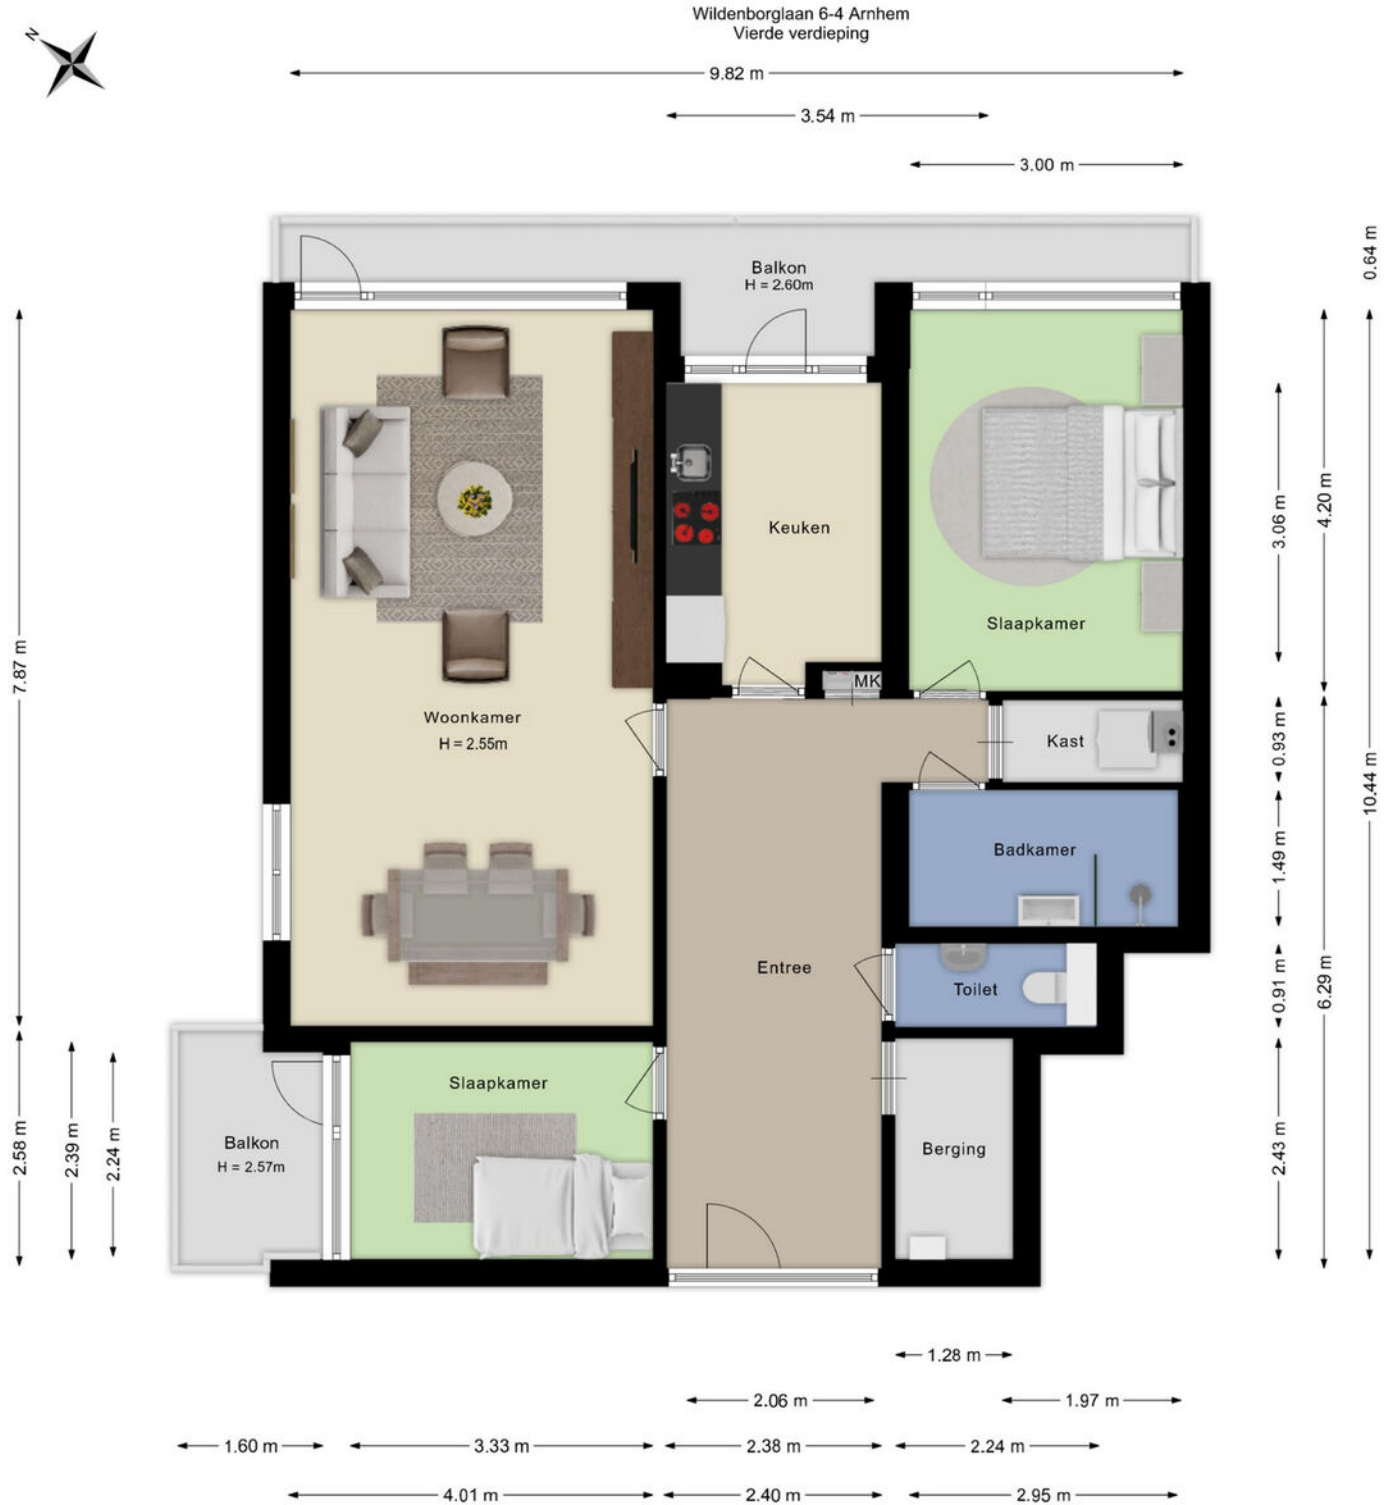 Wildenborglaan 6-4 Arnhem
Vierde verdieping
N
9.82 m
3.54 m
3.00 m
0.64 m
Balkon
H = 2.60m
Keuken
Slaapkamer
MK
Woonkamer
H = 2.55m
Kast
Badkamer
Entree
Toilet
Slaapkamer
Balkon
H = 2.57m
Berging
7.87 m
2.58 m
2.39 m
2.24 m
3.06 m
4.20 m
0.93 m
10.44 m
1.49 m
0.91 m
6.29 m
2.43 m
1.28 m
2.06 m
1.97 m
1.60 m
3.33 m
2.38 m
2.24 m
4.01 m
2.40 m
2.95 m